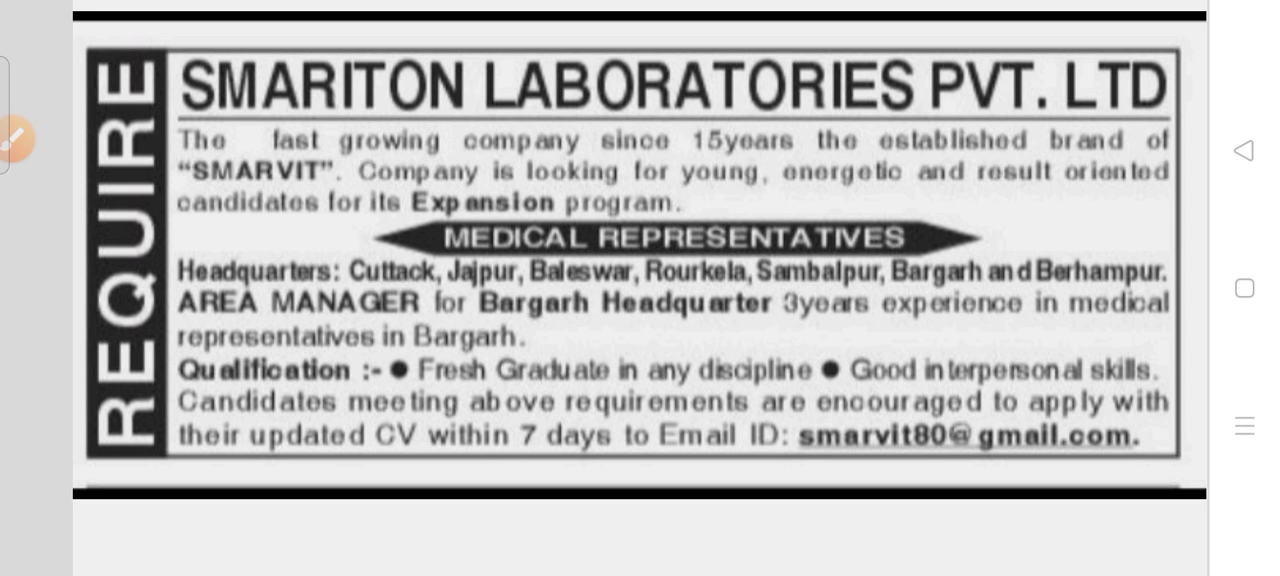 REQUIRE
SMARITON LABORATORIES PVT. LTD
The fast growing company since 15years the established brand of
“SMARVIT”. Company is looking for young, energetic and result oriented
candidates for its Expansion program.
MEDICAL REPRESENTATIVES
Headquarters: Cuttack, Jajpur, Baleswar, Rourkela, Sambalpur, Bargarh and Berhampur.
AREA MANAGER for Bargarh Headquarter 3years experience in medical
representatives in Bargarh.
Qualification :- ● Fresh Graduate in any discipline ● Good interpersonal skills.
Candidates meeting above requirements are encouraged to apply with
their updated CV within 7 days to Email ID: smarvit80@gmail.com.